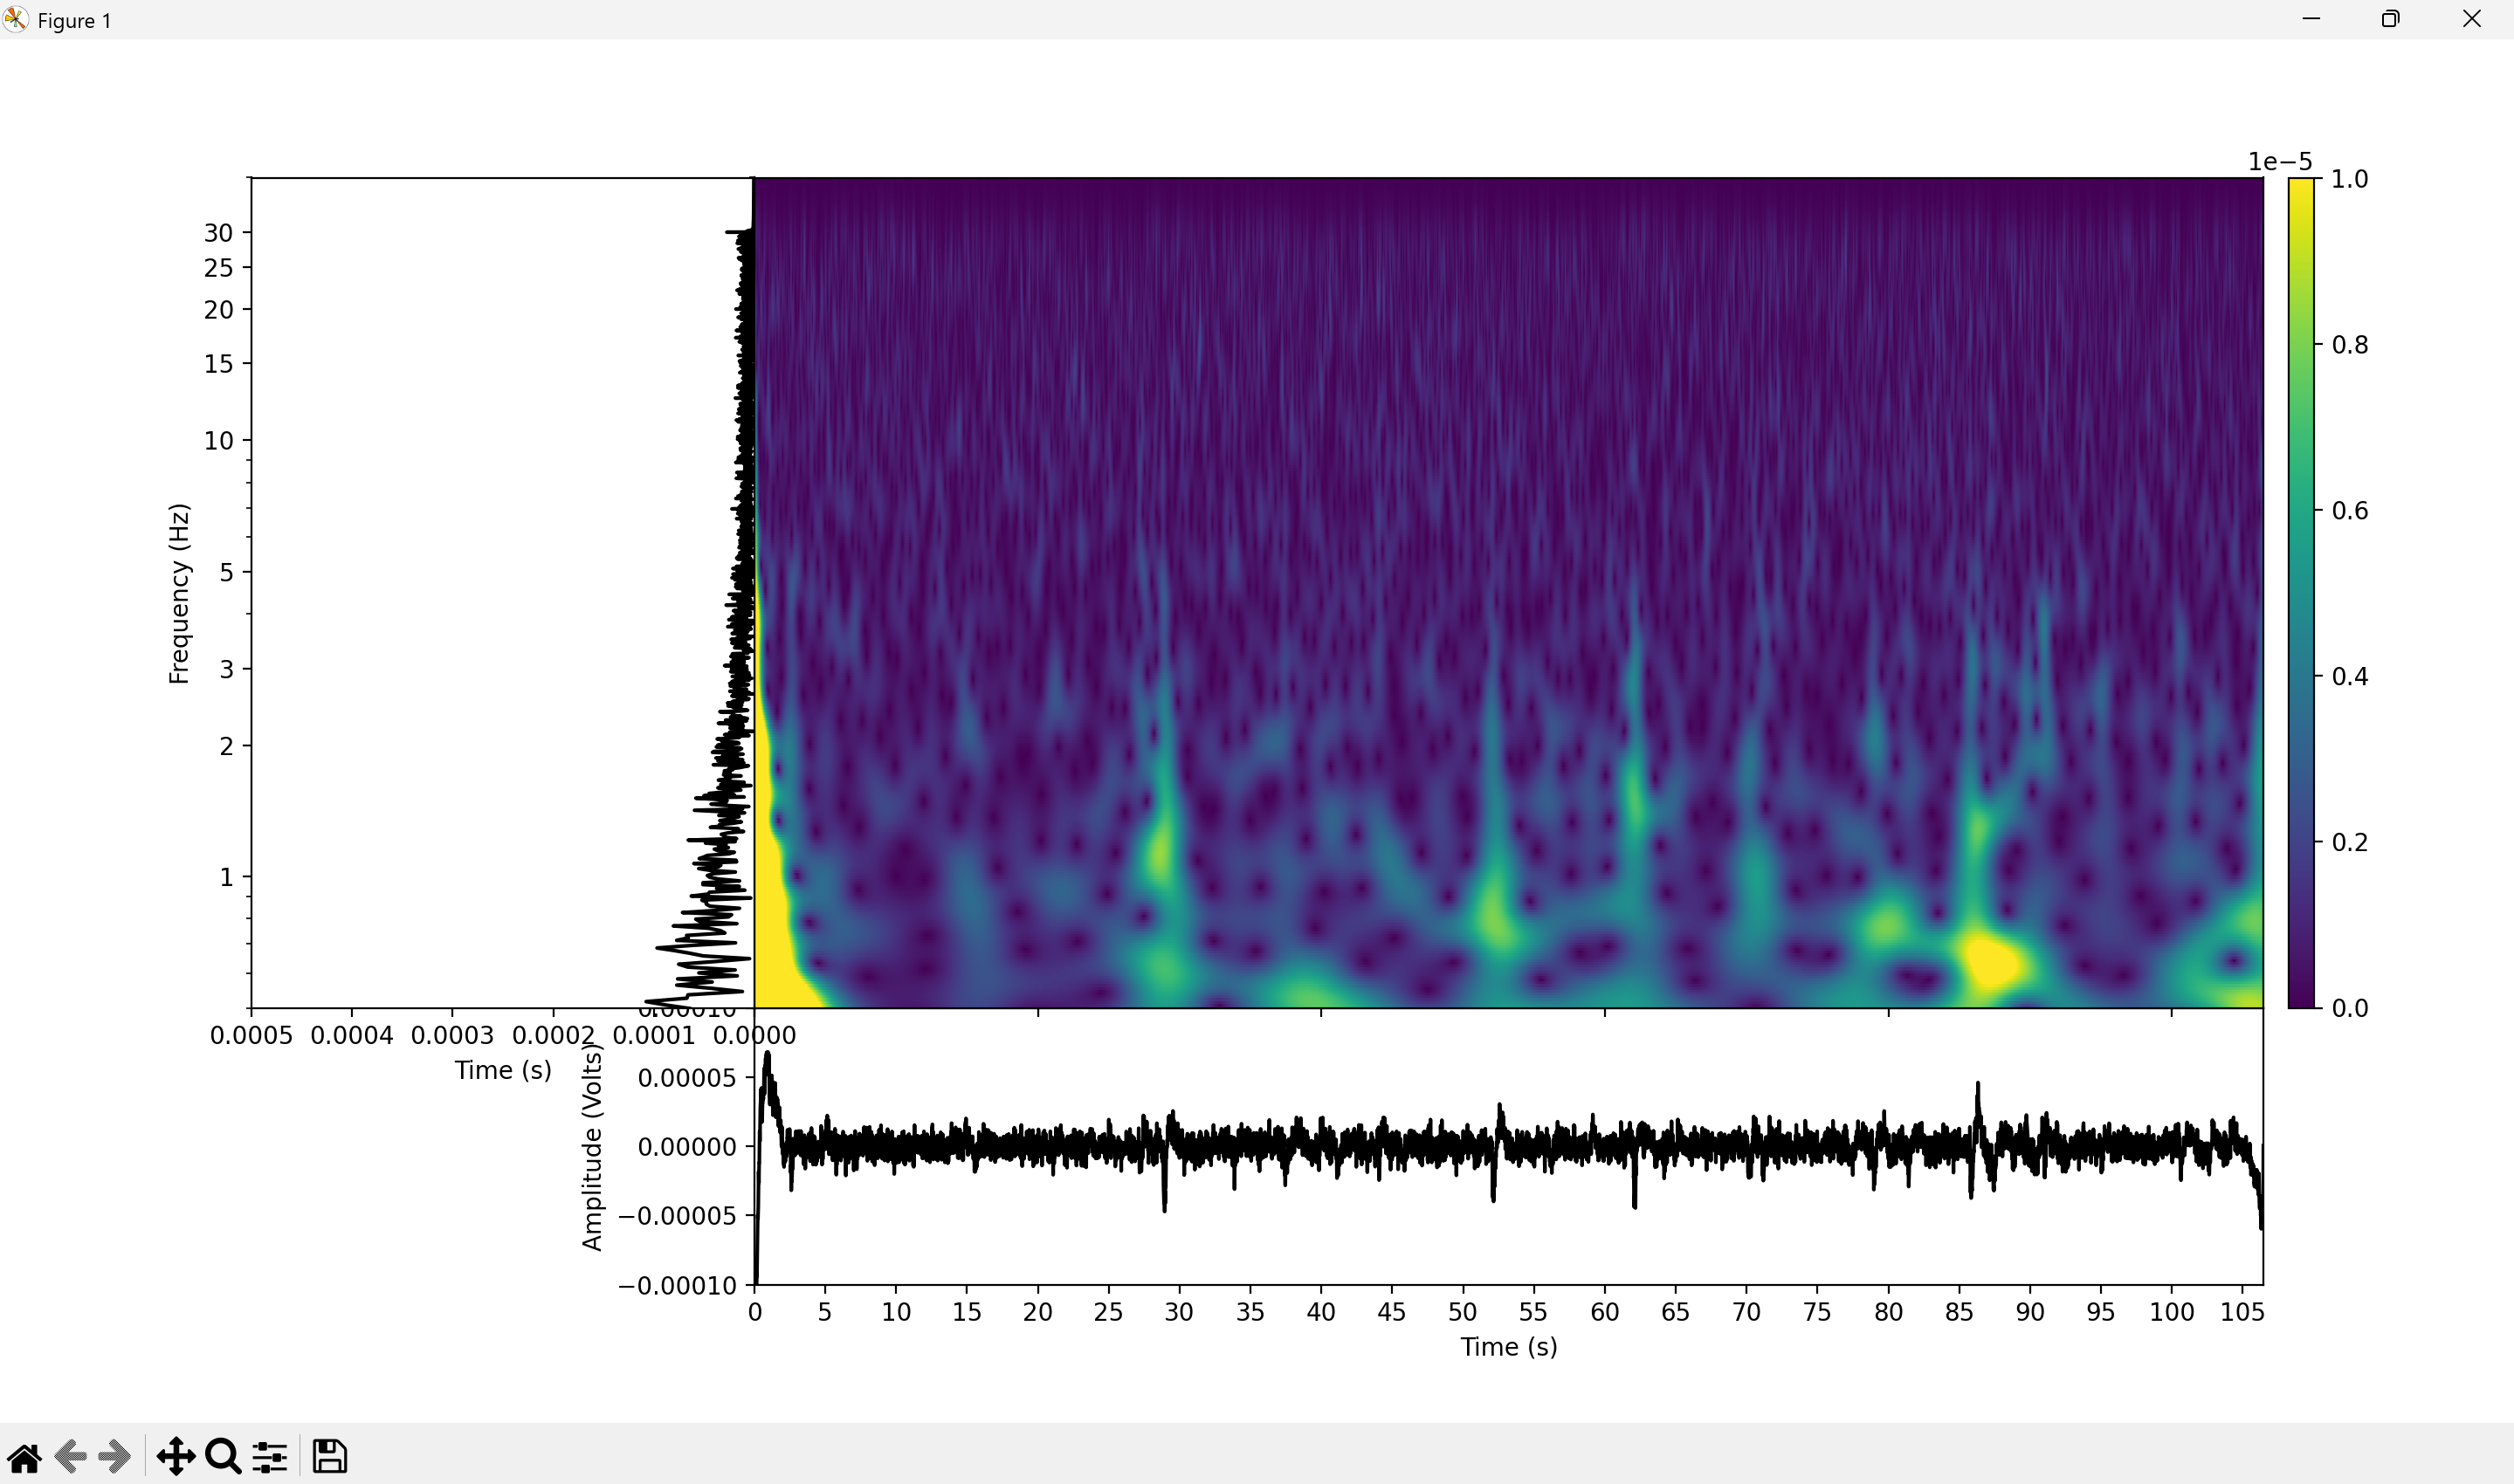 Figure 1
1e−5
1.0
0.8
0.6
0.4
0.2
0.0
30
25
20
15
10
5
3
2
1
Frequency (Hz)
0.0005 0.0004 0.0003 0.0002 0.0001 0.0000
Time (s)
0.00010
0.00005
0.00000
−0.00005
−0.00010
Amplitude (Volts)
0 5 10 15 20 25 30 35 40 45 50 55 60 65 70 75 80 85 90 95 100 105
Time (s)